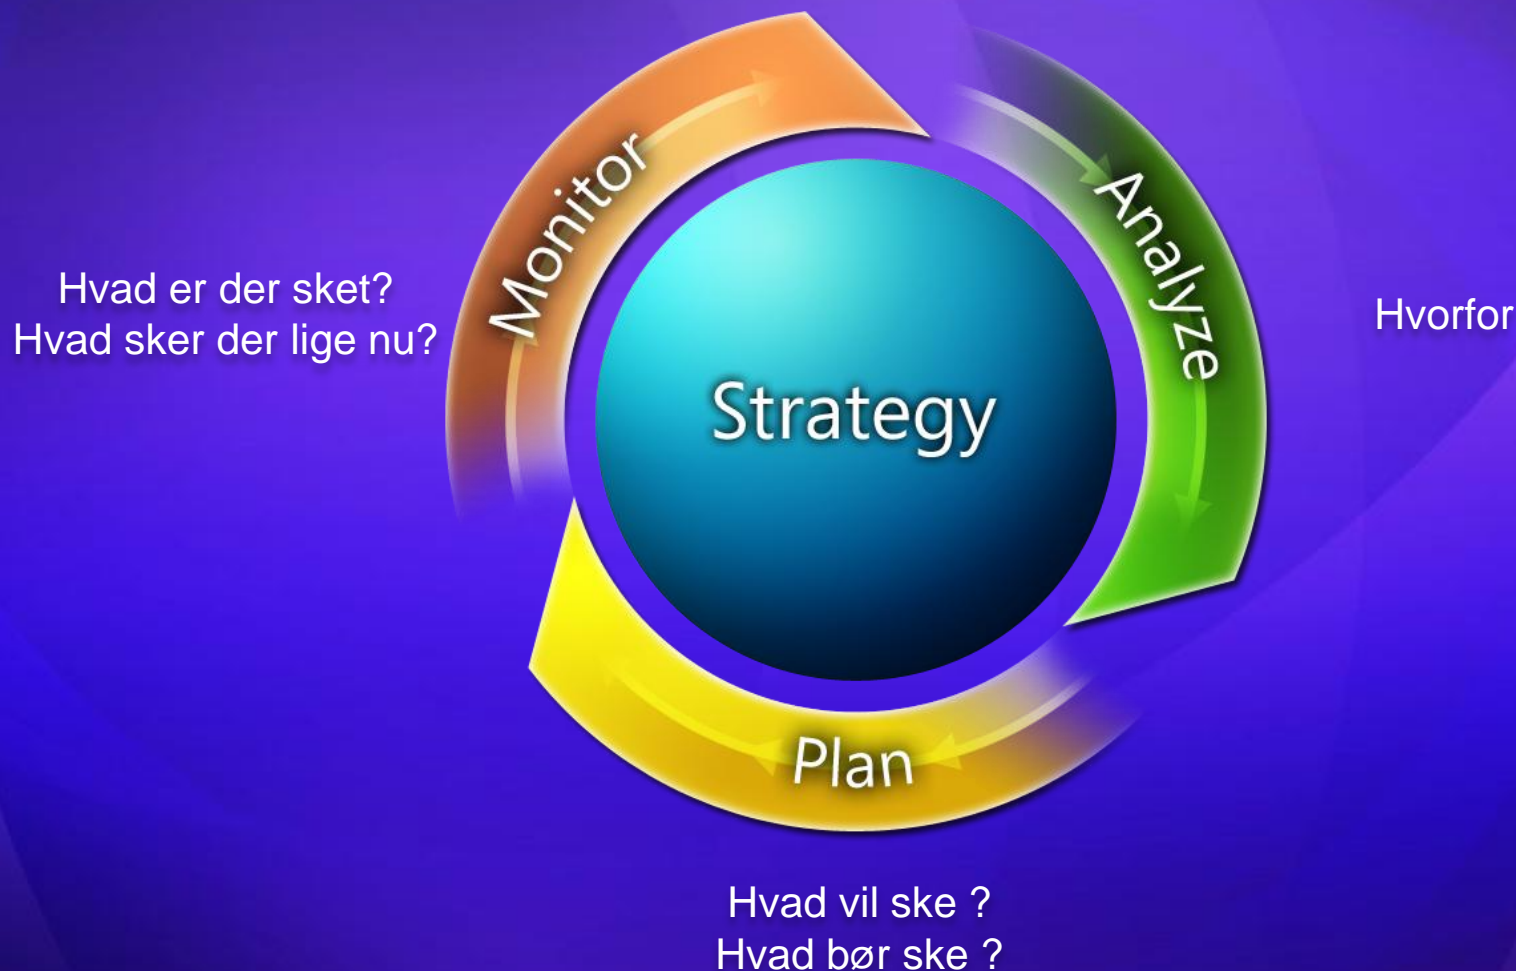 Monitor
Analyze
Hvad er der sket?
Hvad sker der lige nu?
Hvorfor
Strategy
Plan
Hvad vil ske ?
Hvad bør ske ?